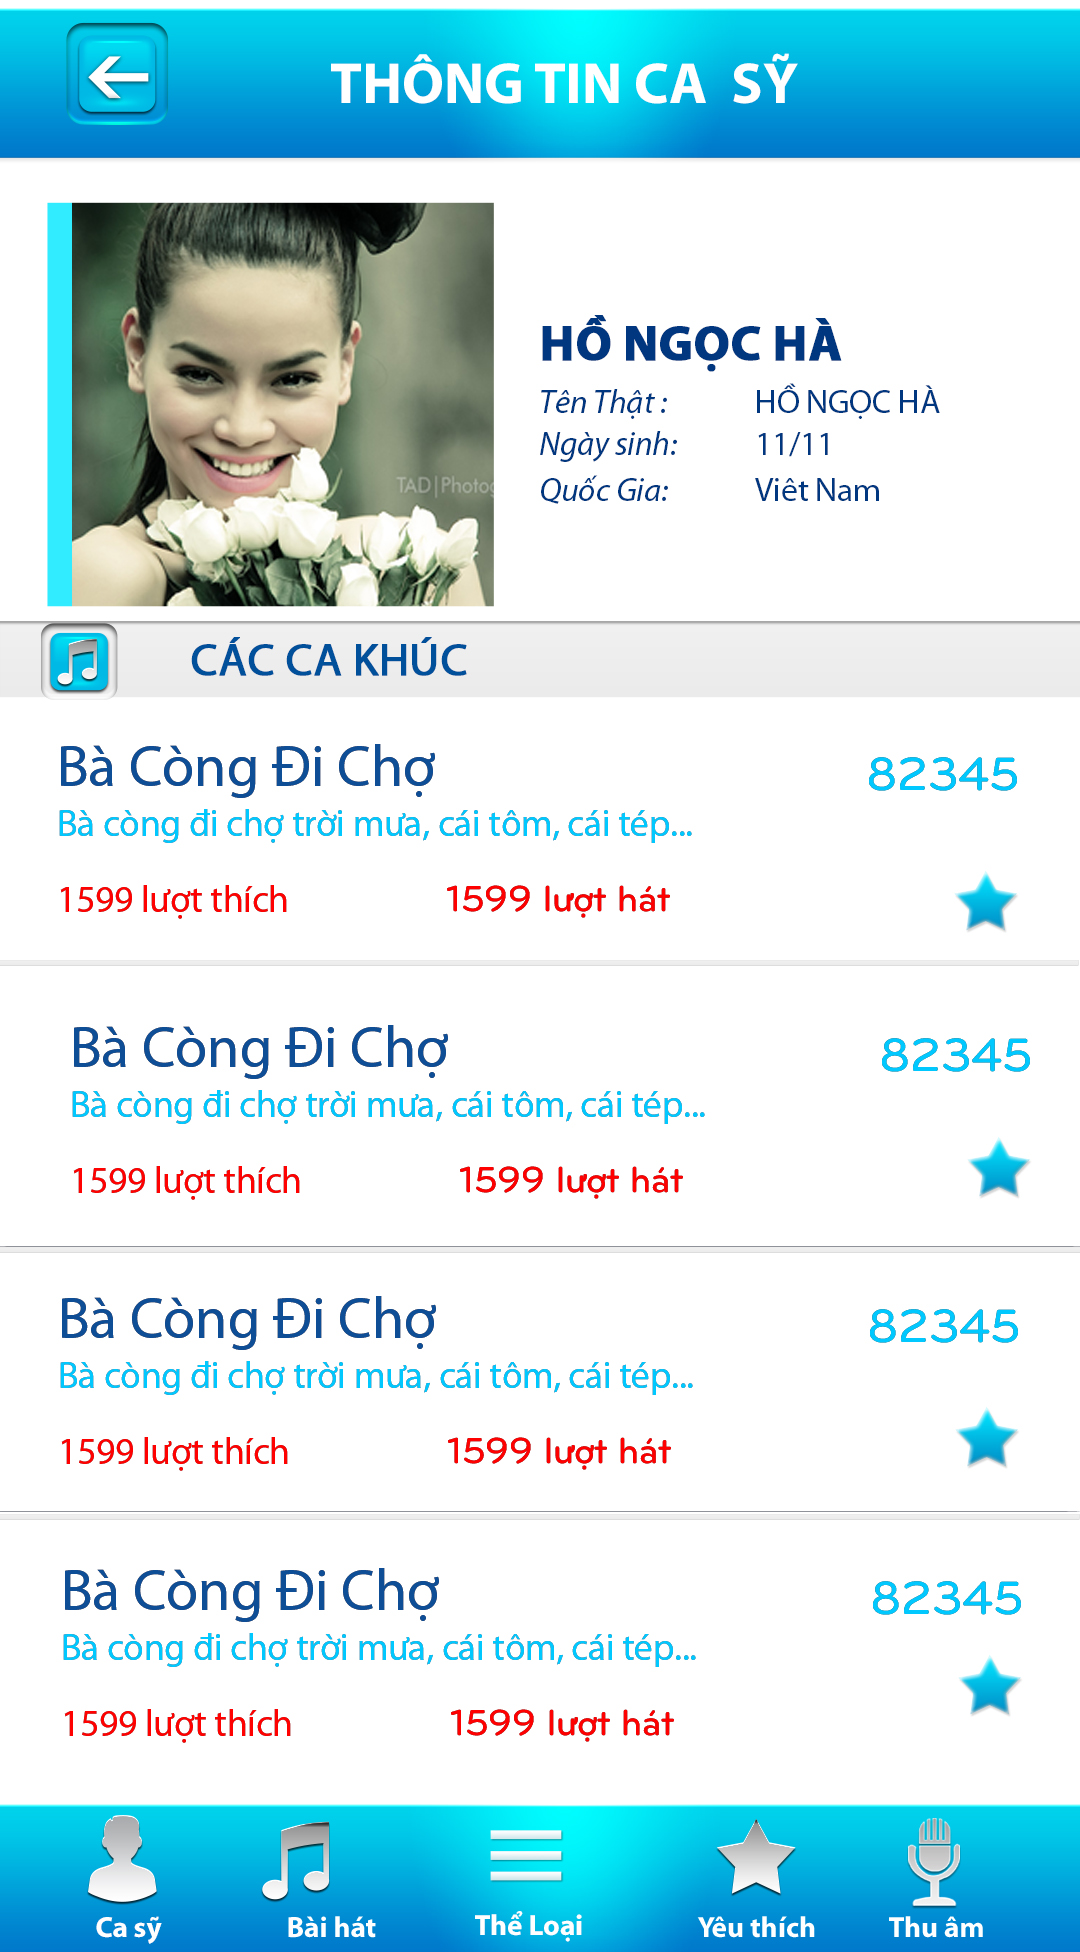 THÔNG TIN CA SỸ
TAD|Photog
HỒ NGỌC HÀ
Tên Thật : HỒ NGỌC HÀ
Ngày sinh: 11/11
Quốc Gia: Viêt Nam
CÁC CA KHÚC
Bà Còng Đi Chợ 82345
Bà còng đi chợ trời mưa, cái tôm, cái tép...
1599 lượt thích 1599 lượt hát
Bà Còng Đi Chợ 82345
Bà còng đi chợ trời mưa, cái tôm, cái tép...
1599 lượt thích 1599 lượt hát
Bà Còng Đi Chợ 82345
Bà còng đi chợ trời mưa, cái tôm, cái tép...
1599 lượt thích 1599 lượt hát
Bà Còng Đi Chợ 82345
Bà còng đi chợ trời mưa, cái tôm, cái tép...
1599 lượt thích 1599 lượt hát
Ca sỹ Bài hát Thể Loại Yêu thích Thu âm